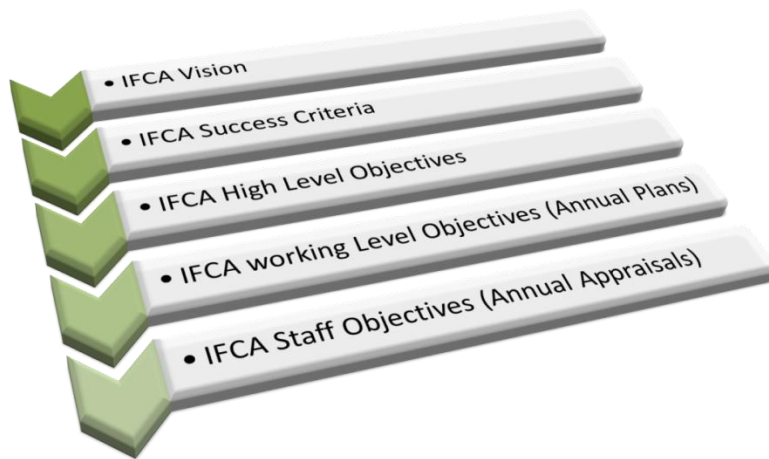 • IFCA Vision
• IFCA Success Criteria
• IFCA High Level Objectives
• IFCA working Level Objectives (Annual Plans)
• IFCA Staff Objectives (Annual Appraisals)